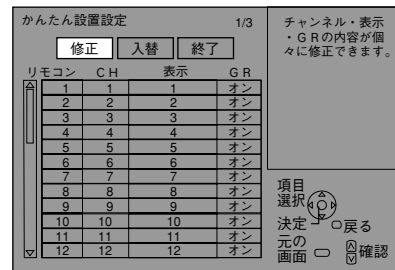 かんたん設置設定 1/3
修正 入替 終了
リモコン CH 表示 GR
1 1 1 オン
2 2 2 オン
3 3 3 オン
4 4 4 オン
5 5 5 オン
6 6 6 オン
7 7 7 オン
8 8 8 オン
9 9 9 オン
10 10 10 オン
11 11 11 オン
12 12 12 オン
チャンネル・表示
・GRの内容が個
々に修正できます。
項目
選択
決定 戻る
元の
画面 確認